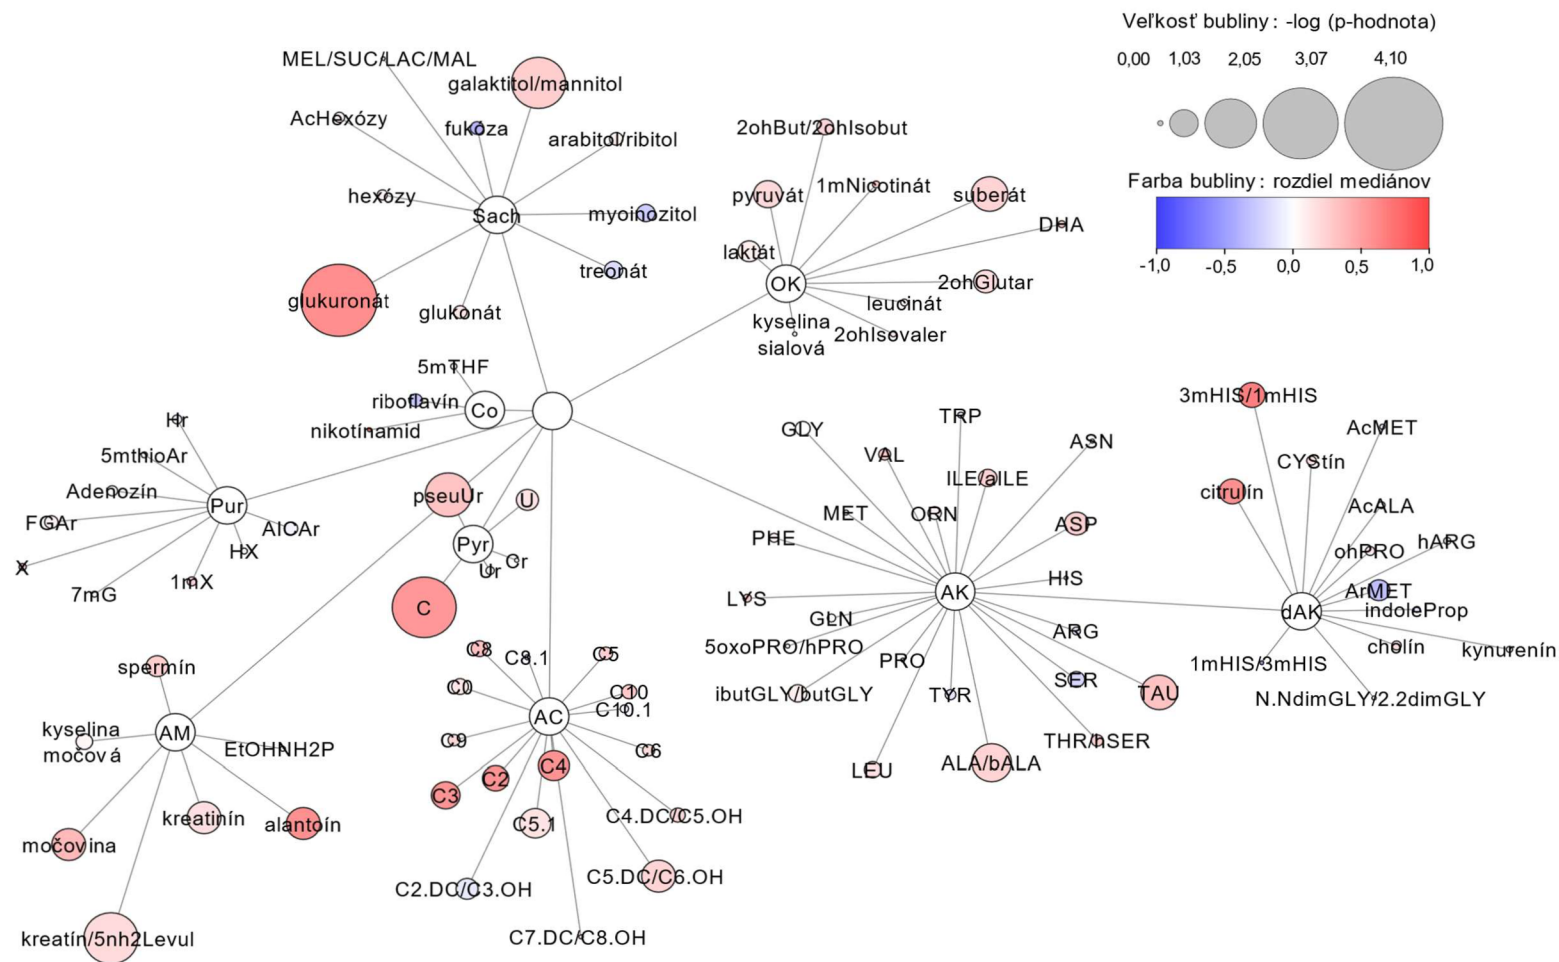 Veľkosť bubliny : -log (p-hodnota)
0,00 1,03 2,05 3,07 4,10
Farba bubliny : rozdiel mediánov
-1,0 -0,5 0,0 0,5 1,0
MEL/SUC/LAC/MAL
galaktitol/mannitol
AcHexózy
fukóza
arabitol/ribitol
hexózy
Sach
myoinozitol
treonát
glukuronát
glukonát
2ohBut/2ohIsobut
pyruvát
1mNicotinát
suberát
DHA
laktát
OK
2ohGlutar
leucinát
kyselina
sialová
2ohIsovaler
5mTHF
riboflavín
Co
nikotínamid
Hr
5mthioAr
Adenozín
Pur
FGAr
AICAr
HX
X
1mX
7mG
pseuUr
U
Pyr
Cr
Ur
C
GLY
TRP
ASN
VAL
ILE/aILE
MET
ORN
ASP
PHE
HIS
AK
LYS
GLN
ARG
5oxoPRO/hPRO
PRO
SER
ibutGLY/butGLY
TYR
TAU
THR/hSER
LEU
ALA/bALA
3mHIS/1mHIS
AcMET
CYStín
citrulín
AcALA
hARG
ohPRO
ArMET
dAK
indoleProp
cholín
kynurenín
1mHIS/3mHIS
N.NdimGLY/2.2dimGLY
spermín
kyselina
močová
AM
EtOHNH2P
kreatinín
alantoín
močovina
kreatín/5nh2Levul
C8
C8.1
C5
C0
C10
C10.1
AC
C9
C6
C4
C2
C3
C5.1
C4.DC/C5.OH
C2.DC/C3.OH
C5.DC/C6.OH
C7.DC/C8.OH